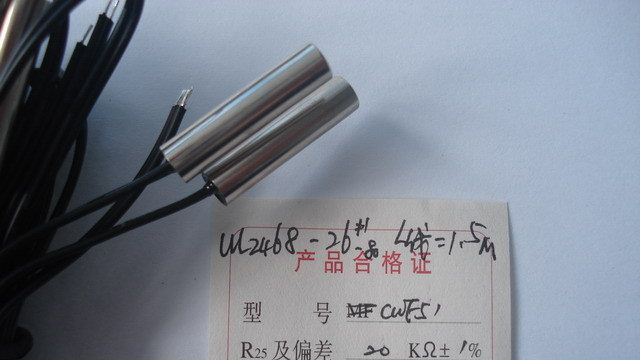 UL2468-26# 线长=1.5M
产品合格证
型 号 CWF51
R25及偏差 20 KΩ± 1%